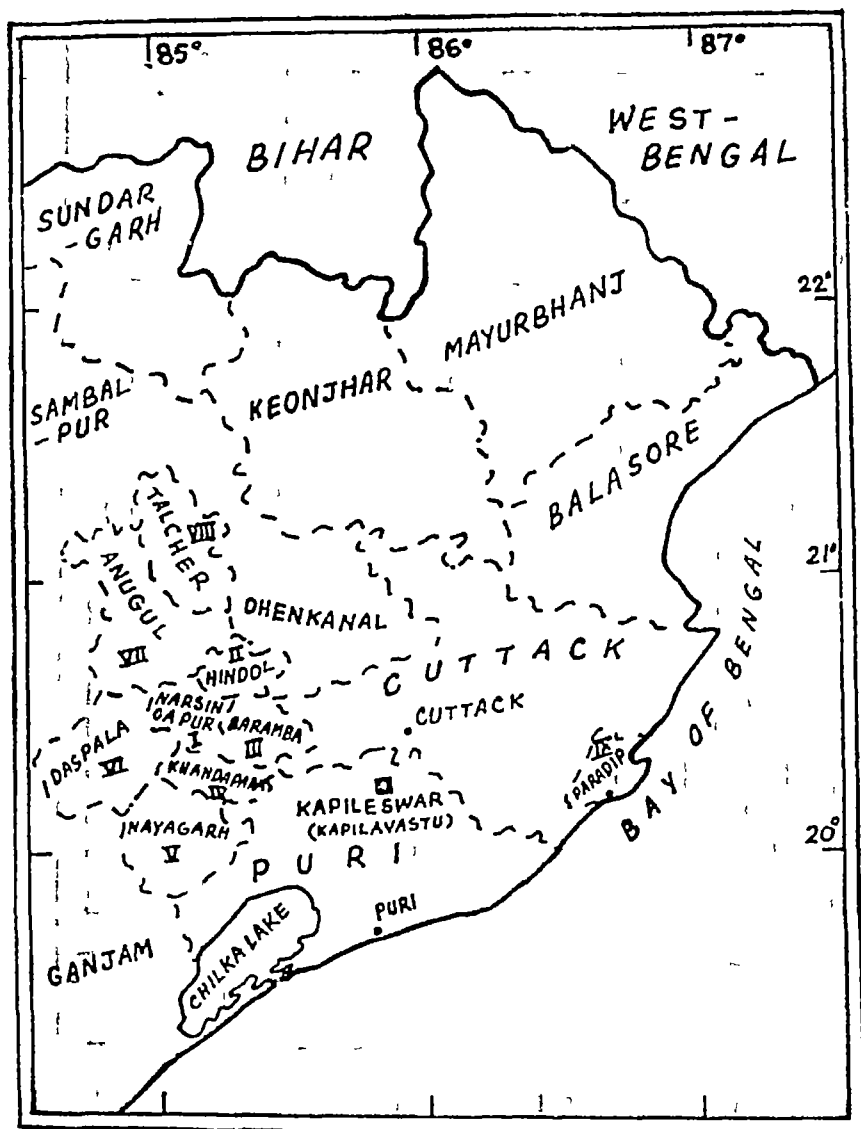 85° 86° 87°
WEST-
BENGAL
BIHAR
SUNDAR
-GARH
22°
MAYURBHANJ
KEONJHAR
SAMBAL
-PUR
BALASORE
TALCHER
VIII
ANUGUL
VII
21°
DHENKANAL
II
HINDOL
CUTTACK
CUTTACK
NARSIN
GAPUR
I
BARAMBA
III
DASPALA
VI
KHANDAPARA
IV
IX
PARADIP
BAY OF BENGAL
KAPILESWAR
(KAPILAVASTU)
NAYAGARH
V
20°
PURI
PURI
GANJAM
CHILKA LAKE